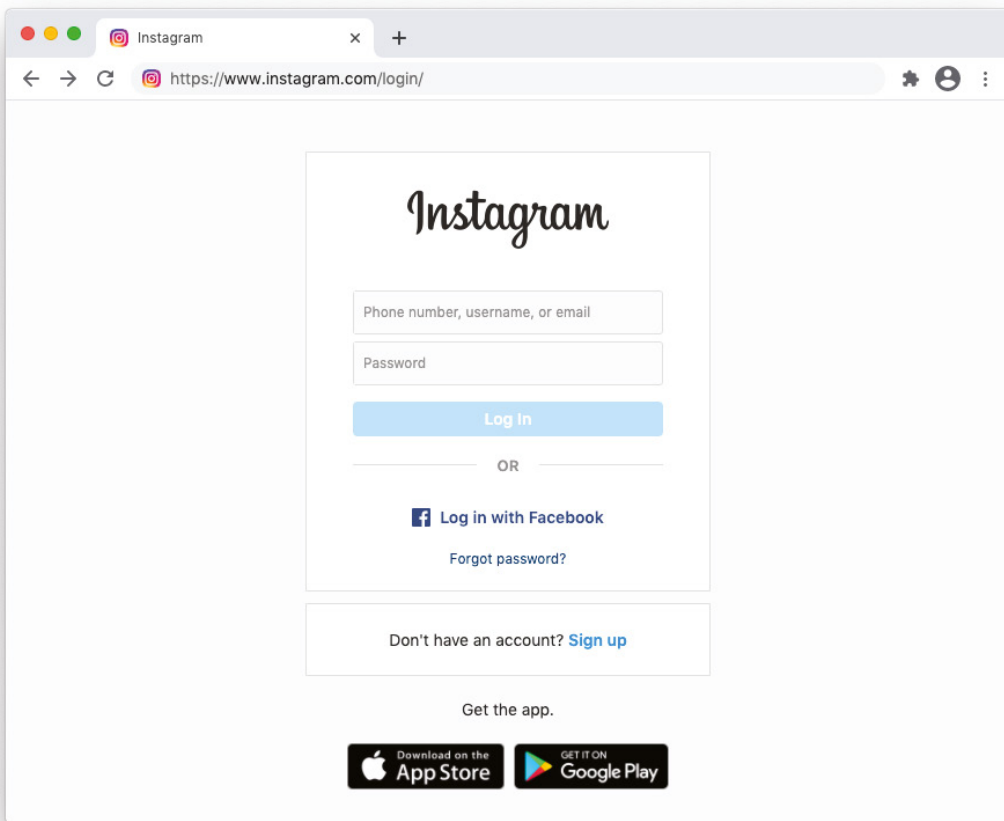 Instagram
https://www.instagram.com/login/
Instagram
Phone number, username, or email
Password
Log In
OR
Log in with Facebook
Forgot password?
Don't have an account? Sign up
Get the app.
Download on the
App Store
GET IT ON
Google Play